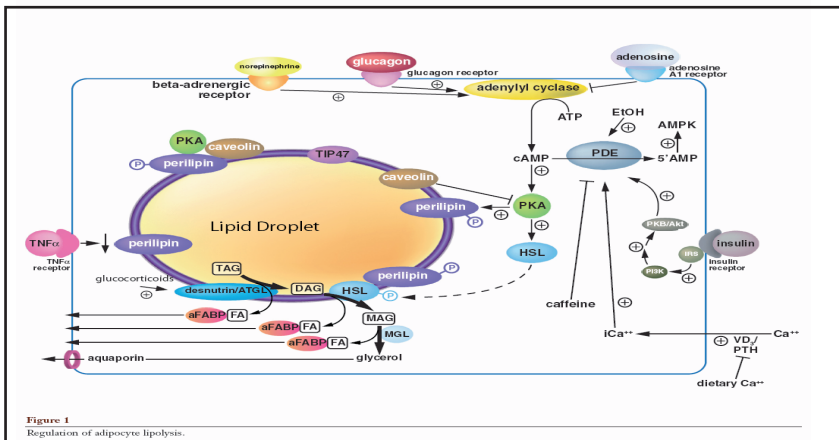 norepinephrine
glucagon
adenosine
beta-adrenergic
receptor
glucagon receptor
adenosine
A1 receptor
adenylyl cyclase
ATP
EtOH
AMPK
PKA
caveolin
TIP47
perilipin
P
cAMP
PDE
5'AMP
caveolin
perilipin
P
PKA
PKB/Akt
Lipid Droplet
TNFα
TNFα
receptor
perilipin
HSL
PI3K
IRS
insulin
insulin
receptor
glucocorticoids
TAG
desnutrin/ATGL
DAG
HSL
perilipin
P
P
caffeine
aFABP FA
aFABP FA
aFABP FA
MAG
MGL
iCa++
Ca++
VD3/
PTH
aquaporin
glycerol
dietary Ca++
Figure 1
Regulation of adipocyte lipolysis.